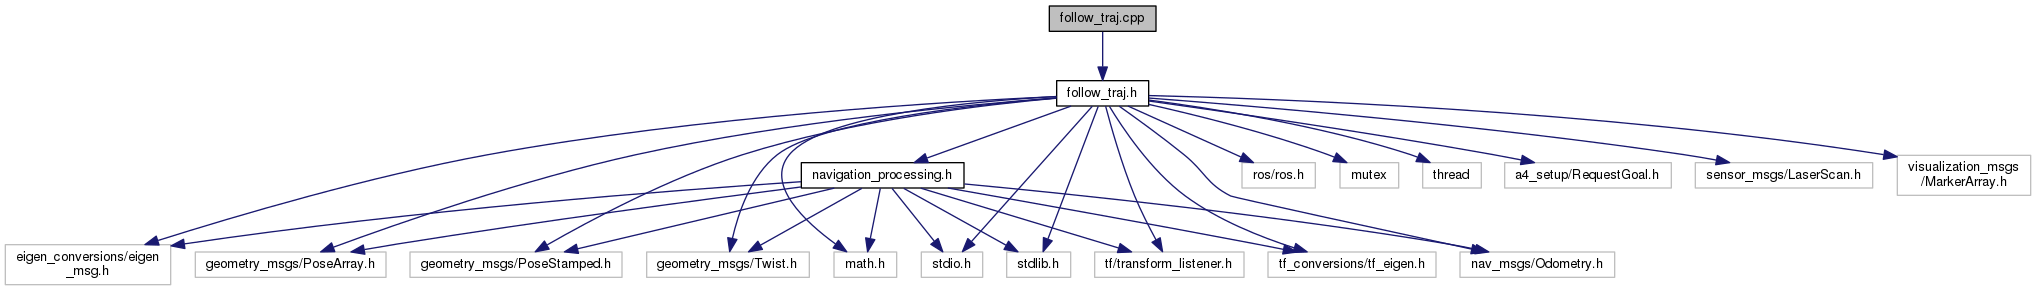 follow_traj.cpp
follow_traj.h
navigation_processing.h
ros/ros.h
mutex
thread
a4_setup/RequestGoal.h
sensor_msgs/LaserScan.h
visualization_msgs
/MarkerArray.h
eigen_conversions/eigen
_msg.h
geometry_msgs/PoseArray.h
geometry_msgs/PoseStamped.h
geometry_msgs/Twist.h
math.h
stdio.h
stdlib.h
tf/transform_listener.h
tf_conversions/tf_eigen.h
nav_msgs/Odometry.h